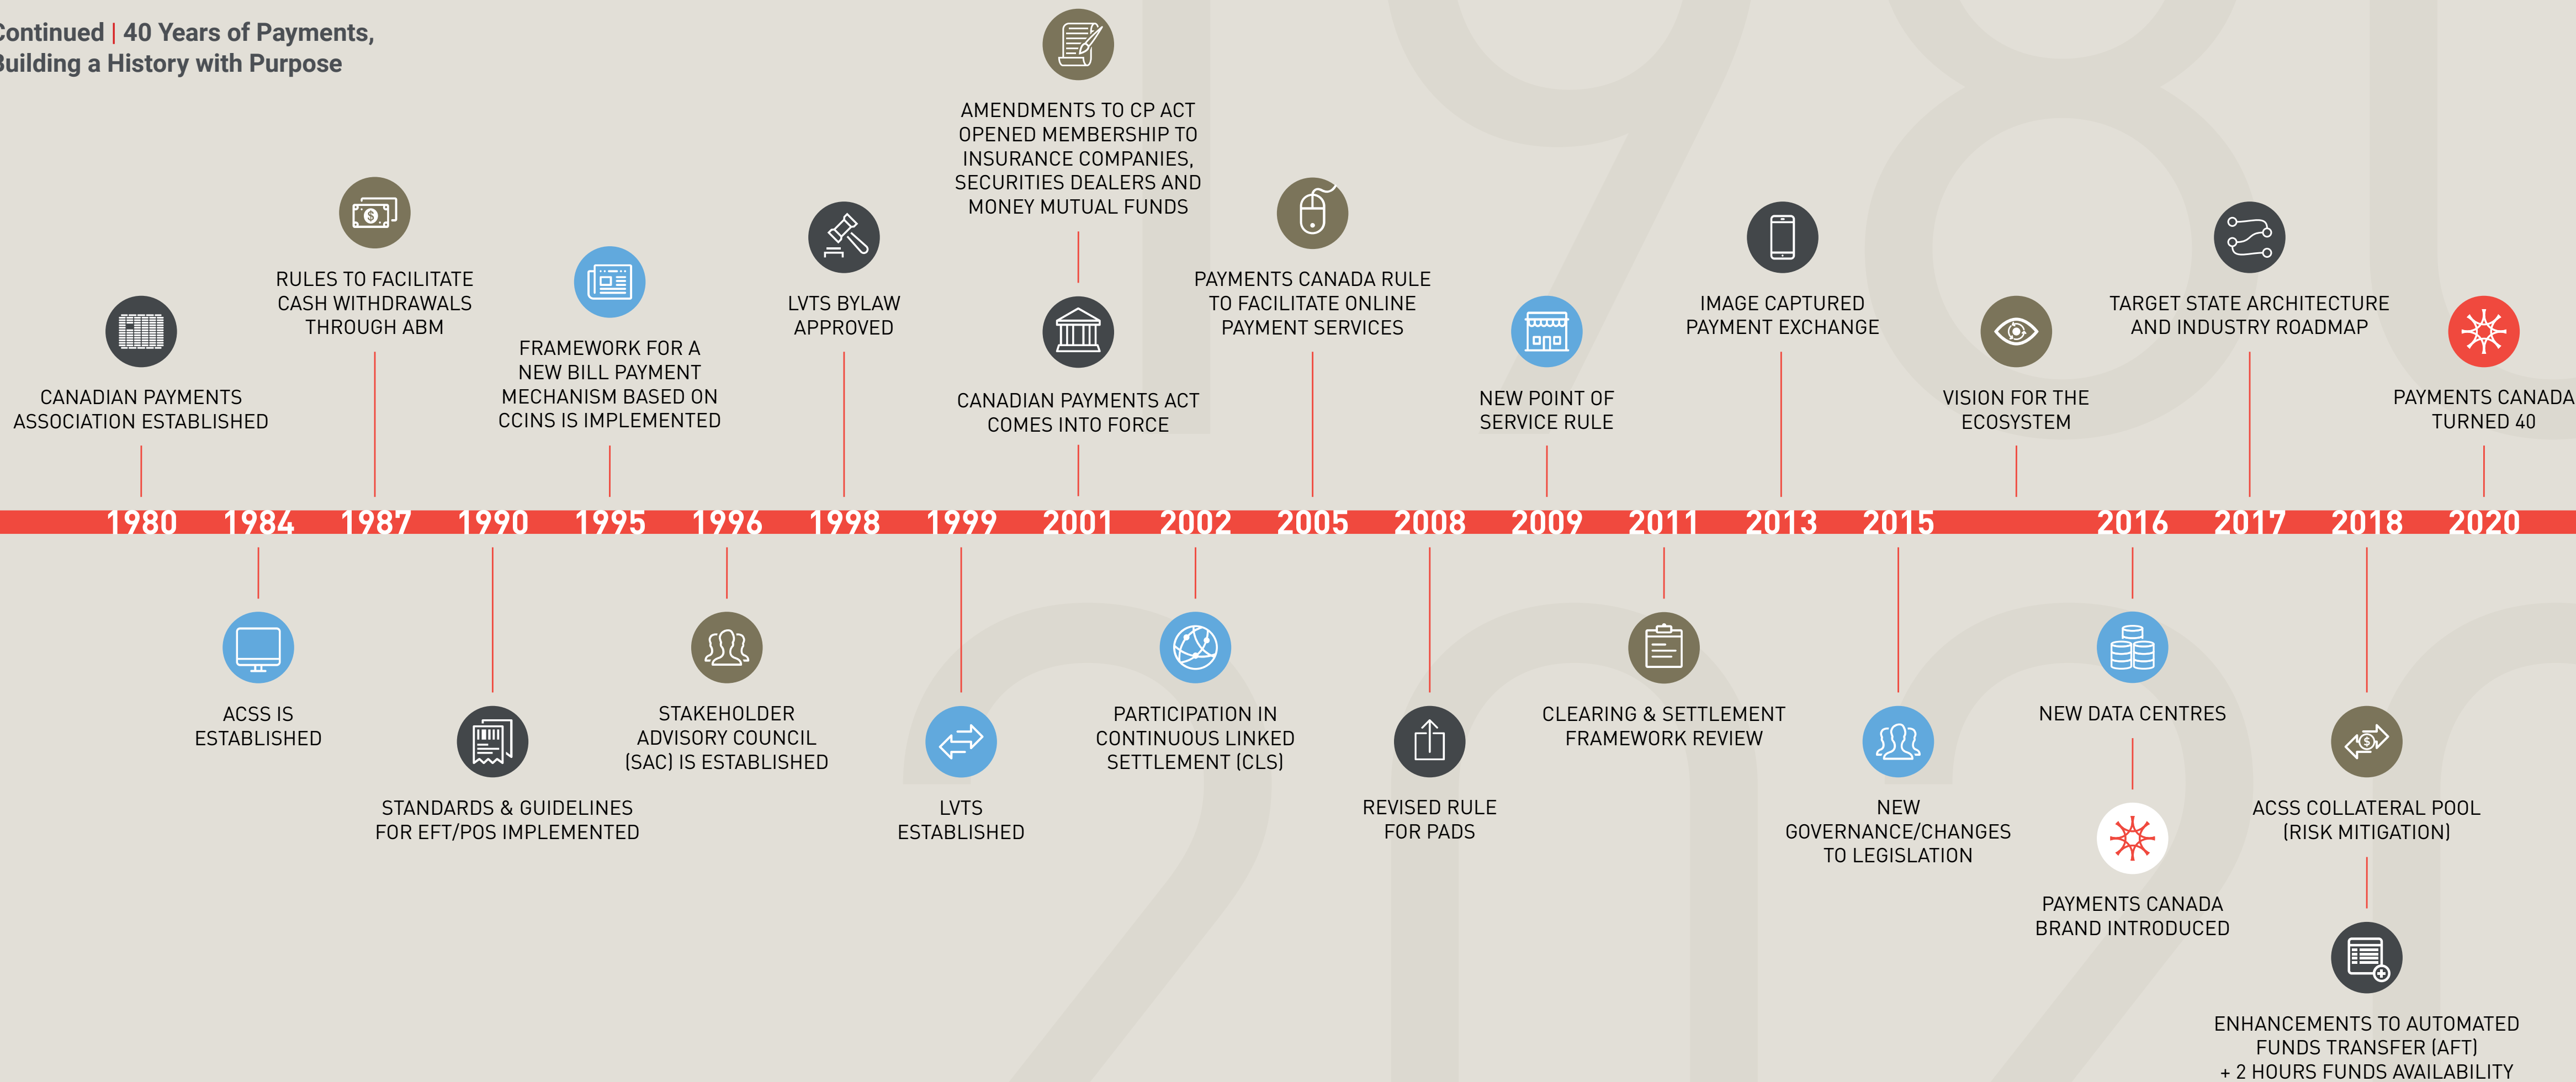 Continued | 40 Years of Payments,
Building a History with Purpose
AMENDMENTS TO CP ACT
OPENED MEMBERSHIP TO
INSURANCE COMPANIES,
SECURITIES DEALERS AND
MONEY MUTUAL FUNDS
RULES TO FACILITATE
CASH WITHDRAWALS
THROUGH ABM
PAYMENTS CANADA RULE
TO FACILITATE ONLINE
PAYMENT SERVICES
LVTS BYLAW
APPROVED
IMAGE CAPTURED
PAYMENT EXCHANGE
TARGET STATE ARCHITECTURE
AND INDUSTRY ROADMAP
FRAMEWORK FOR A
NEW BILL PAYMENT
MECHANISM BASED ON
CCINS IS IMPLEMENTED
CANADIAN PAYMENTS
ASSOCIATION ESTABLISHED
CANADIAN PAYMENTS ACT
COMES INTO FORCE
NEW POINT OF
SERVICE RULE
VISION FOR THE
ECOSYSTEM
PAYMENTS CANADA
TURNED 40
1980 1984 1987 1990 1995 1996 1998 1999 2001 2002 2005 2008 2009 2011 2013 2015 2016 2017 2018 2020
ACSS IS
ESTABLISHED
STAKEHOLDER
ADVISORY COUNCIL
(SAC) IS ESTABLISHED
PARTICIPATION IN
CONTINUOUS LINKED
SETTLEMENT (CLS)
CLEARING & SETTLEMENT
FRAMEWORK REVIEW
NEW DATA CENTRES
STANDARDS & GUIDELINES
FOR EFT/POS IMPLEMENTED
LVTS
ESTABLISHED
REVISED RULE
FOR PADS
NEW
GOVERNANCE/CHANGES
TO LEGISLATION
ACSS COLLATERAL POOL
(RISK MITIGATION)
PAYMENTS CANADA
BRAND INTRODUCED
ENHANCEMENTS TO AUTOMATED
FUNDS TRANSFER (AFT)
+ 2 HOURS FUNDS AVAILABILITY